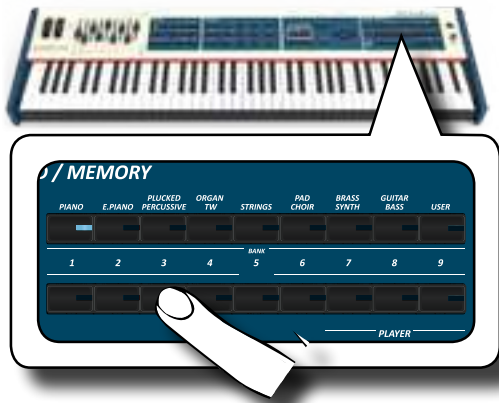 / MEMORY
PIANO E.PIANO PLUCKED PERCUSSIVE ORGAN TW STRINGS PAD CHOIR BRASS SYNTH GUITAR BASS USER
BANK
1 2 3 4 5 6 7 8 9
PLAYER